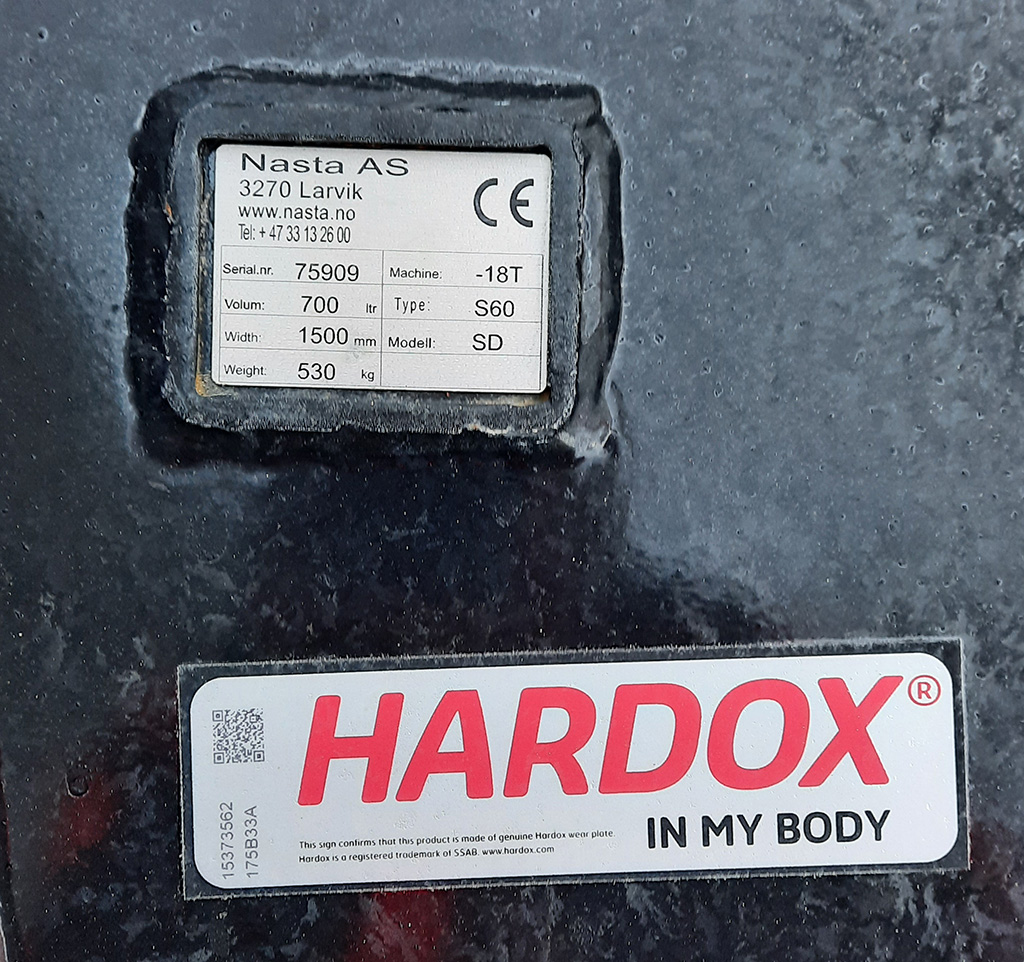 Nasta AS
3270 Larvik
www.nasta.no
Tel: + 47 33 13 26 00
CE
Serial.nr. 75909 Machine: -18T
Volum: 700 ltr Type: S60
Width: 1500 mm Modell: SD
Weight: 530 kg
HARDOX®
IN MY BODY
This sign confirms that this product is made of genuine Hardox wear plate.
Hardox is a registered trademark of SSAB. www.hardox.com
15373562
175B33A